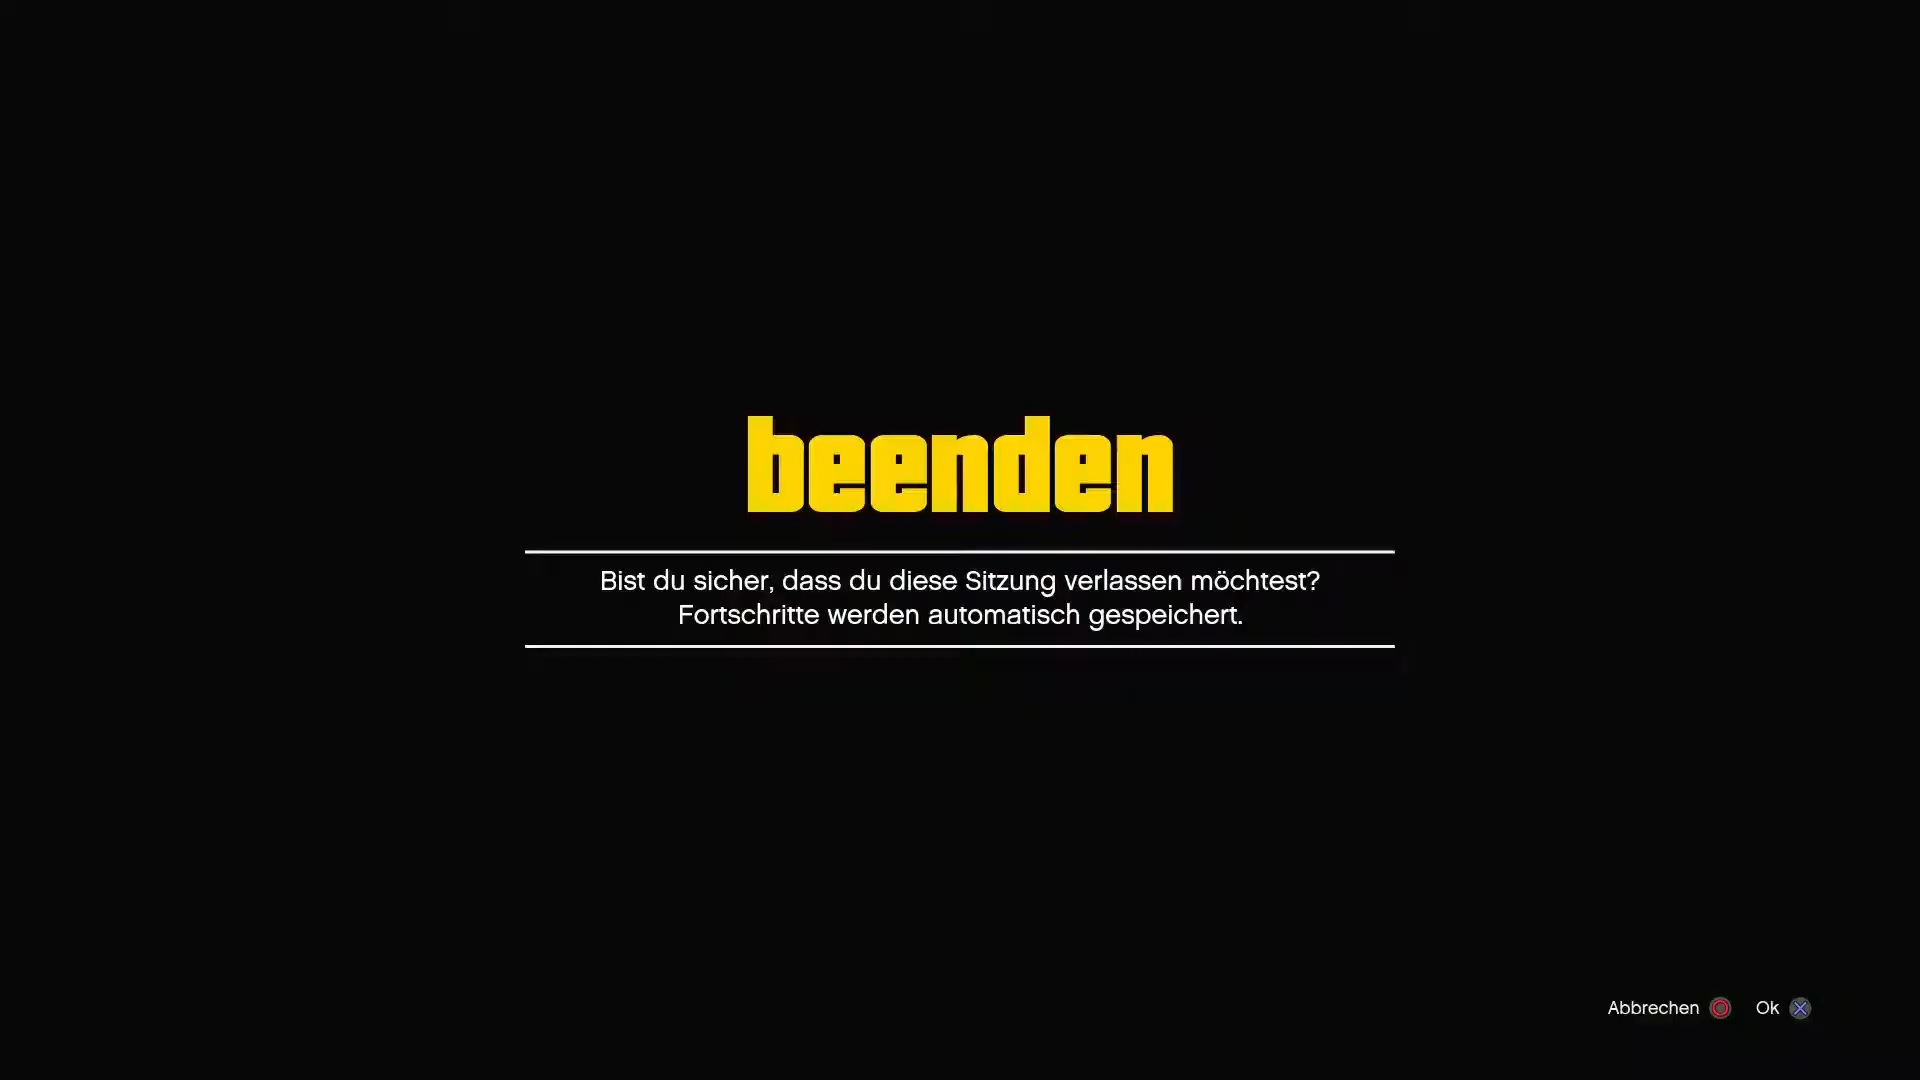 beenden
Bist du sicher, dass du diese Sitzung verlassen möchtest?
Fortschritte werden automatisch gespeichert.
Abbrechen Ok